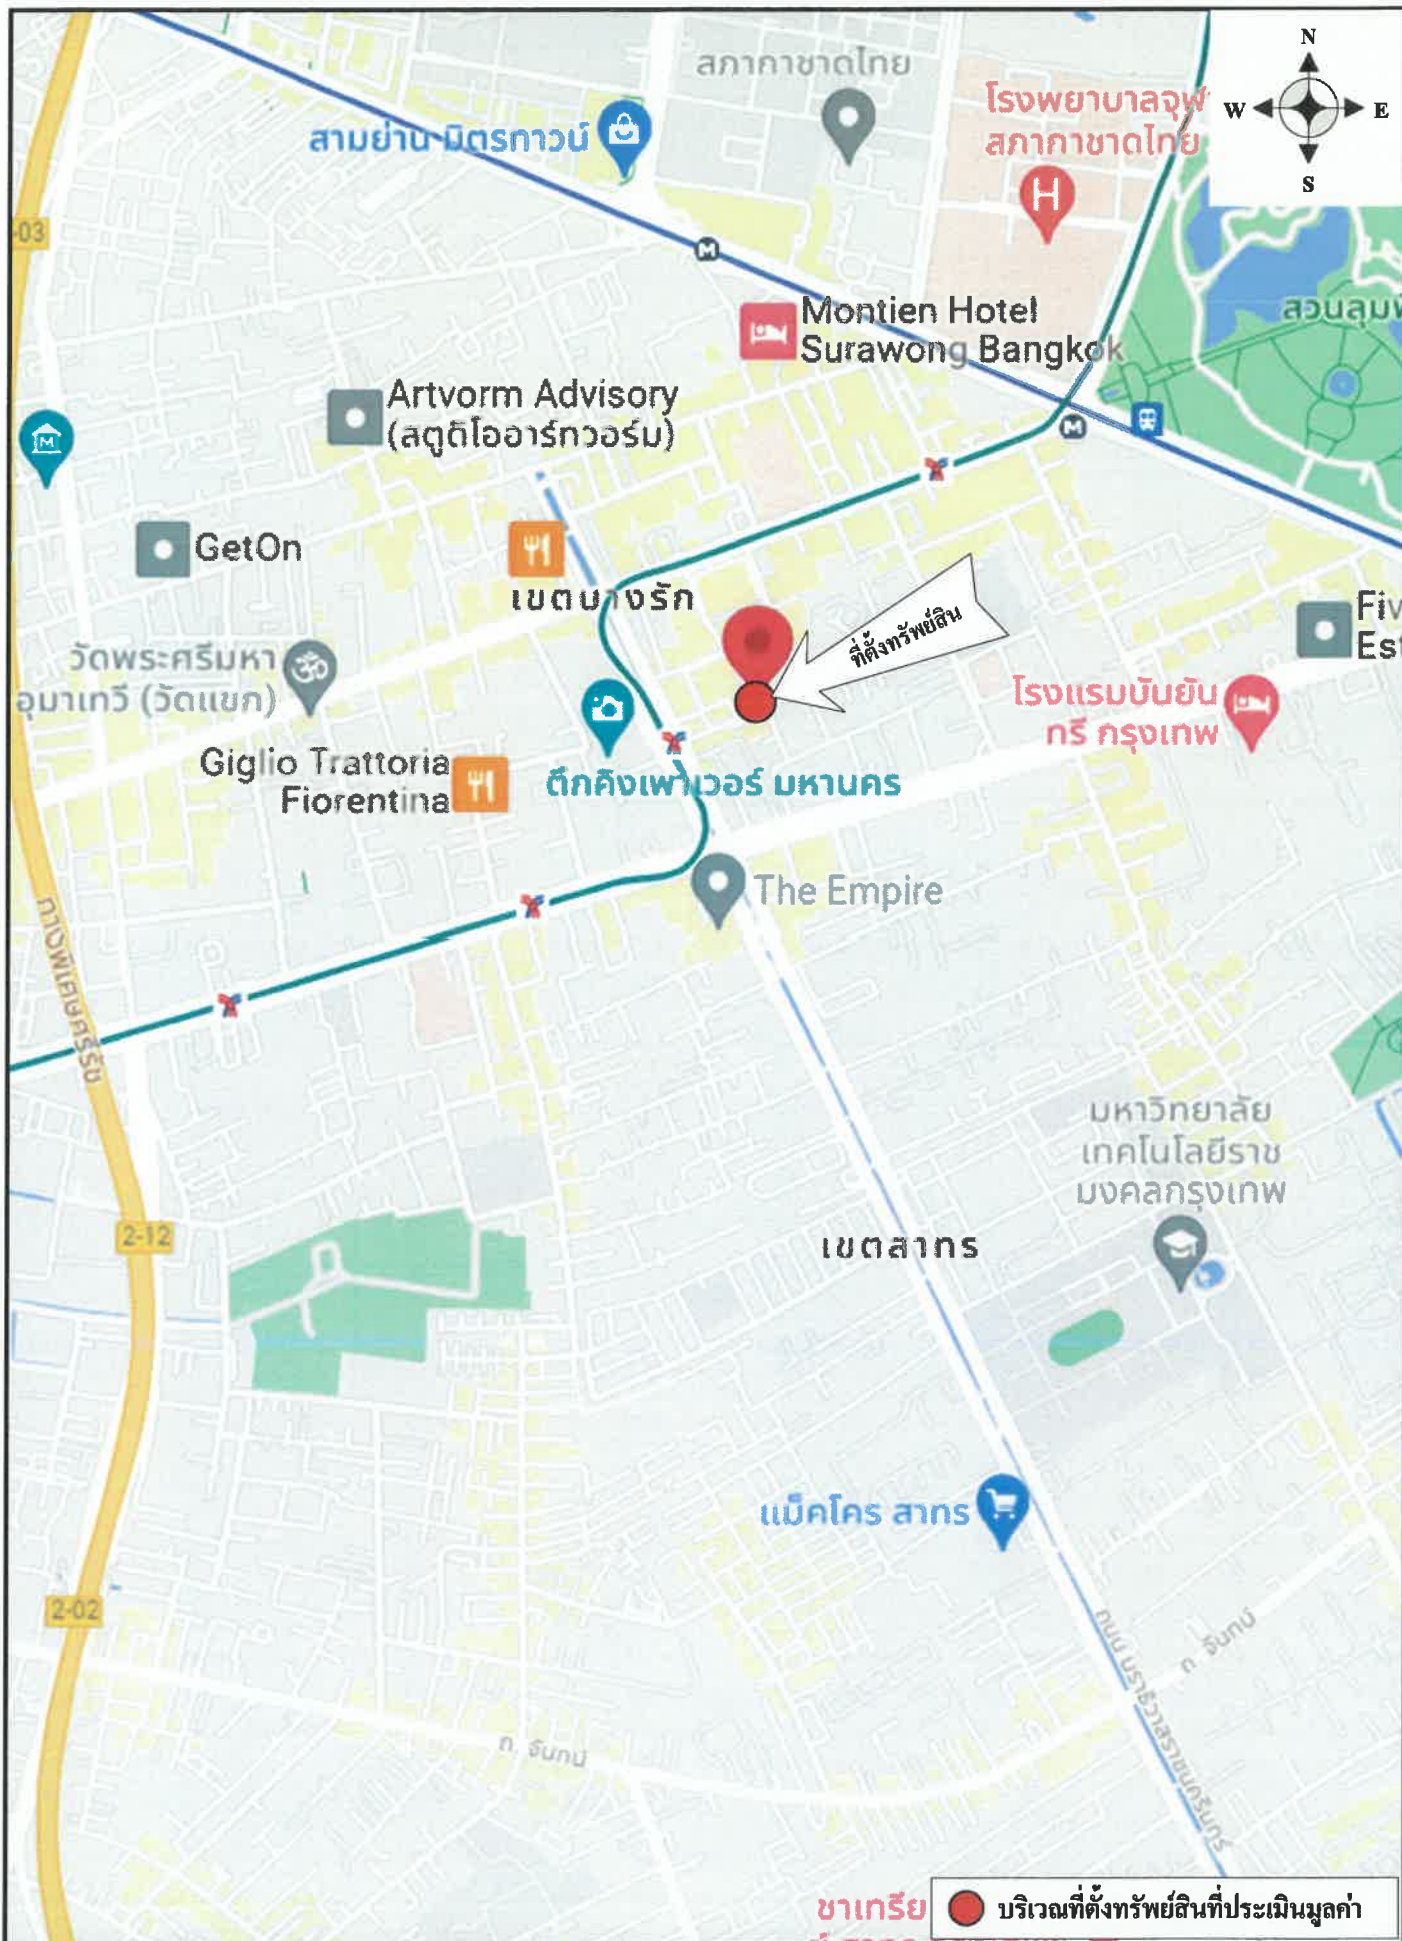 N
W
E
S
สภากาชาดไทย
โรงพยาบาลจุฬ
สภากาชาดไทย
สามย่าน มิตรทาวน์
-03
M
H
Montien Hotel
Surawong Bangkok
สวนลุมพ
Artvorm Advisory
(สตูดิโออาร์ทวอร์ม)
M
M
GetOn
เขตบางรัก
ที่ตั้งทรัพย์สิน
Fiv
Est
วัดพระศรีมหา
อุมาเทวี (วัดแขก)
โรงแรมบันยัน
ทรี กรุงเทพ
Giglio Trattoria
Fiorentina
ตึกคิงเพาเวอร์ มหานคร
The Empire
ทางพิเศษศรีรัช
มหาวิทยาลัย
เทคโนโลยีราช
มงคลกรุงเทพ
2-12
เขตสาทร
แม็คโคร สาทร
2-02
ถนน นราธิวาสราชนครินทร์
ถ. จันทน์
ถ. จันทน์
ชาเทรีย
บริเวณที่ตั้งทรัพย์สินที่ประเมินมูลค่า